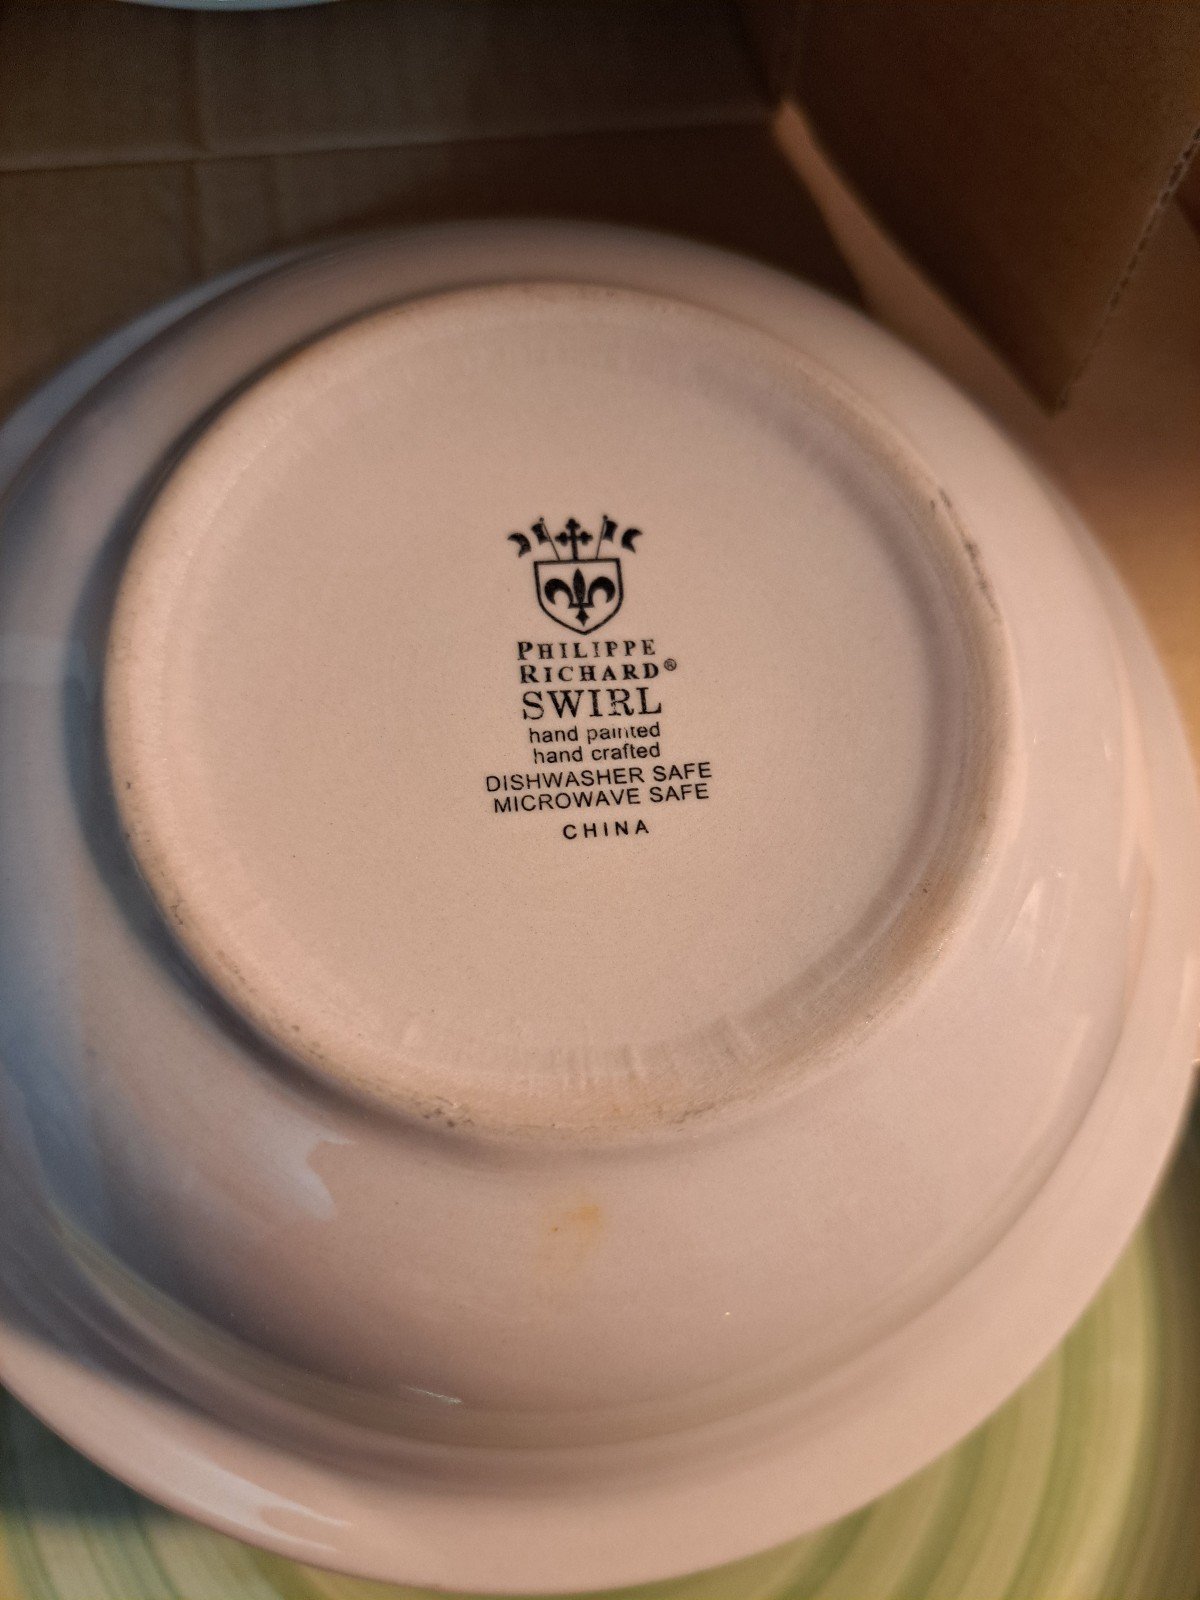 PHILIPPE
RICHARD®
SWIRL
hand painted
hand crafted
DISHWASHER SAFE
MICROWAVE SAFE
CHINA